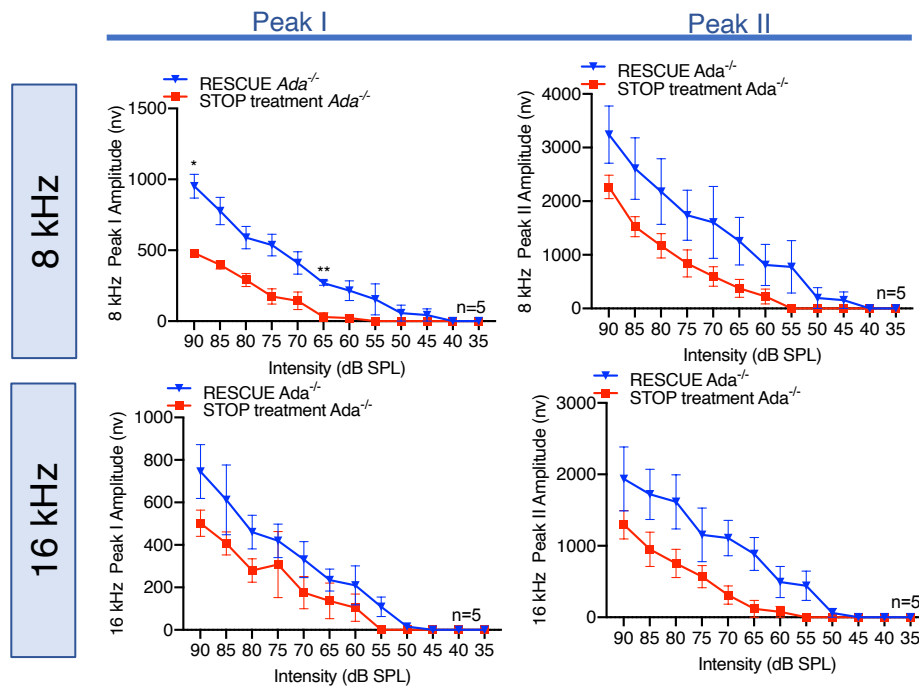 Peak I
Peak II
8 kHz
16 kHz
RESCUE Ada-/-
STOP treatment Ada-/-
8 kHz Peak I Amplitude (nv)
1500
1000
500
0
*
**
n=5
90 85 80 75 70 65 60 55 50 45 40 35
Intensity (dB SPL)
RESCUE Ada-/-
STOP treatment Ada-/-
8 kHz Peak II Amplitude (nv)
4000
3000
2000
1000
0
n=5
90 85 80 75 70 65 60 55 50 45 40 35
Intensity (dB SPL)
RESCUE Ada-/-
STOP treatment Ada-/-
16 kHz Peak I Amplitude (nv)
1000
800
600
400
200
0
n=5
90 85 80 75 70 65 60 55 50 45 40 35
Intensity (dB SPL)
RESCUE Ada-/-
STOP treatment Ada-/-
16 kHz Peak II Amplitude (nv)
3000
2000
1000
0
n=5
90 85 80 75 70 65 60 55 50 45 40 35
Intensity (dB SPL)